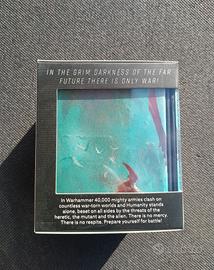 IN THE GRIM DARKNESS OF THE FAR
FUTURE THERE IS ONLY WAR!
In Warhammer 40,000 mighty armies clash on
countless war-torn worlds and Humanity stands
alone, beset on all sides by the threats of the
heretic, the mutant and the alien. There is no mercy.
There is no respite. Prepare yourself for battle!